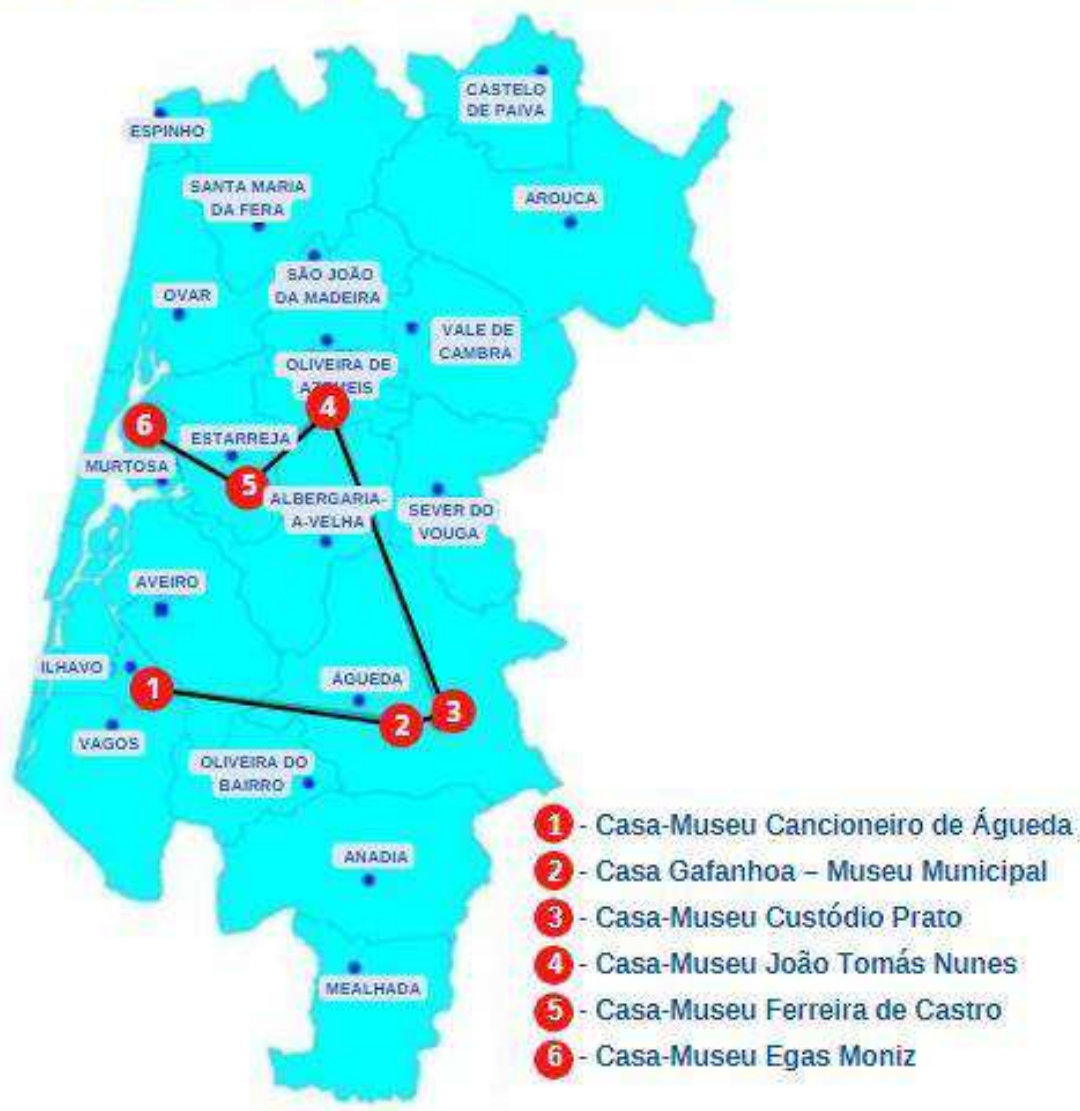 CASTELO
DE PAIVA
ESPINHO
SANTA MARIA
DA FERA
AROUCA
SÃO JOÃO
DA MADEIRA
OVAR
VALE DE
CAMBRA
OLIVEIRA DE
4
6
ESTARREJA
MURTOSA
5
ALBERGARIA-
A-VELHA
SEVER DO
VOUGA
AVEIRO
ILHAVO
1
ÁGUEDA
2
3
VAGOS
OLIVEIRA DO
BAIRRO
ANADIA
MEALHADA
1 - Casa-Museu Cancioneiro de Águeda
2 - Casa Gafanhoa – Museu Municipal
3 - Casa-Museu Custódio Prato
4 - Casa-Museu João Tomás Nunes
5 - Casa-Museu Ferreira de Castro
6 - Casa-Museu Egas Moniz